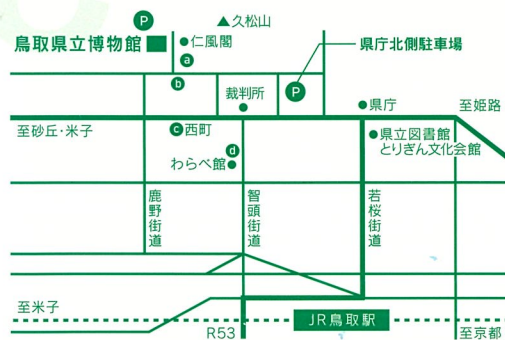 P
▲久松山
鳥取県立博物館
仁風閣
a
県庁北側駐車場
b
裁判所
P
県庁
至姫路
至砂丘・米子
c 西町
県立図書館
とりぎん文化会館
d
わらべ館
鹿野街道
智頭街道
若桜街道
至米子
JR鳥取駅
R53
至京都